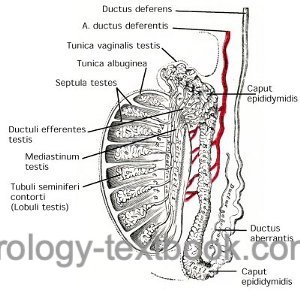 Ductus deferens
A. ductus deferentis
Tunica vaginalis testis
Tunica albuginea
Septula testes
Caput
epididymidis
Ductuli efferentes
testis
Mediastinum
testis
Tubuli seminiferi
contorti
(Lobuli testis)
Ductus
aberrantis
rology-textbook.com
Caput
epididymidis